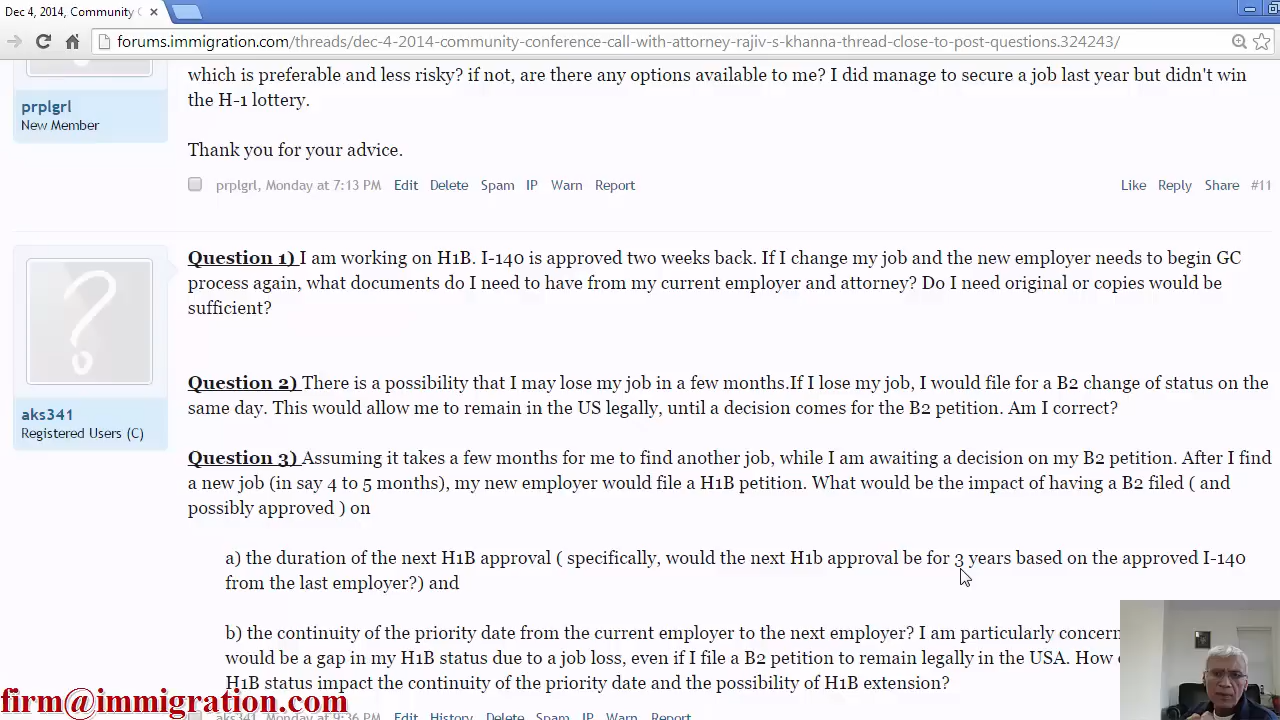 Dec 4, 2014, Community C
forums.immigration.com/threads/dec-4-2014-community-conference-call-with-attorney-rajiv-s-khanna-thread-close-to-post-questions.324243/
which is preferable and less risky? if not, are there any options available to me? I did manage to secure a job last year but didn't win
the H-1 lottery.
prplgrl
New Member
Thank you for your advice.
prplgrl, Monday at 7:13 PM Edit Delete Spam IP Warn Report Like Reply Share #11
Question 1) I am working on H1B. I-140 is approved two weeks back. If I change my job and the new employer needs to begin GC
process again, what documents do I need to have from my current employer and attorney? Do I need original or copies would be
sufficient?
Question 2) There is a possibility that I may lose my job in a few months.If I lose my job, I would file for a B2 change of status on the
same day. This would allow me to remain in the US legally, until a decision comes for the B2 petition. Am I correct?
aks341
Registered Users (C)
Question 3) Assuming it takes a few months for me to find another job, while I am awaiting a decision on my B2 petition. After I find
a new job (in say 4 to 5 months), my new employer would file a H1B petition. What would be the impact of having a B2 filed ( and
possibly approved ) on
a) the duration of the next H1B approval ( specifically, would the next H1b approval be for 3 years based on the approved I-140
from the last employer?) and
b) the continuity of the priority date from the current employer to the next employer? I am particularly concern
would be a gap in my H1B status due to a job loss, even if I file a B2 petition to remain legally in the USA. How
H1B status impact the continuity of the priority date and the possibility of H1B extension?
firm@immigration.com
aks341, Monday at 9:36 PM Edit History Delete Spam IP Warn Report